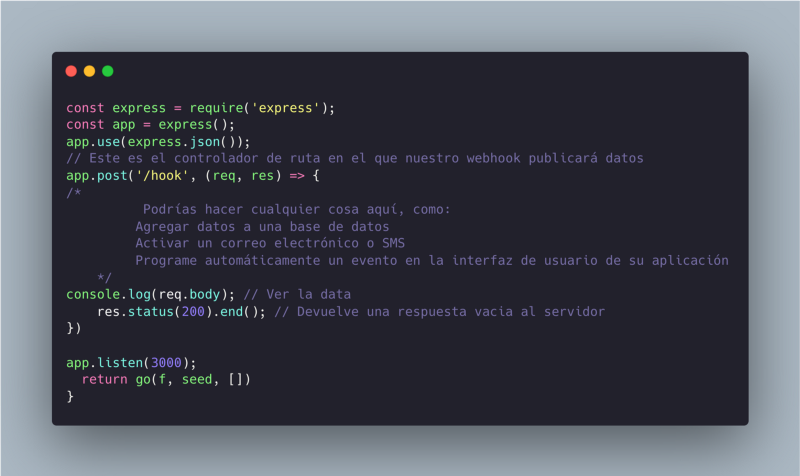 const express = require('express');
const app = express();
app.use(express.json());
// Este es el controlador de ruta en el que nuestro webhook publicará datos
app.post('/hook', (req, res) => {
/*
          Podrías hacer cualquier cosa aquí, como:
         Agregar datos a una base de datos
         Activar un correo electrónico o SMS
         Programe automáticamente un evento en la interfaz de usuario de su aplicación
    */
console.log(req.body); // Ver la data
    res.status(200).end(); // Devuelve una respuesta vacia al servidor
})

app.listen(3000);
  return go(f, seed, [])
}